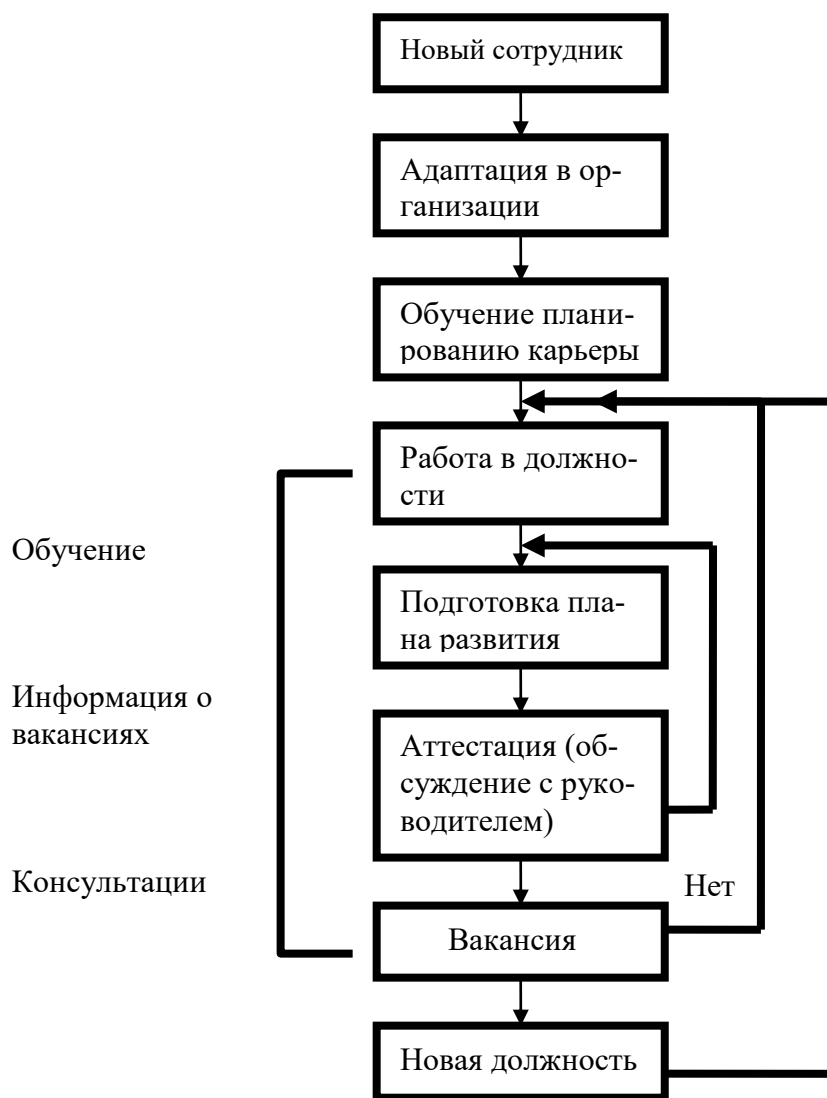 Новый сотрудник
Адаптация в ор-
ганизации
Обучение плани-
рованию карьеры
Работа в должно-
сти
Обучение
Подготовка пла-
на развития
Информация о
вакансиях
Аттестация (об-
суждение с руко-
водителем)
Консультации
Нет
Вакансия
Новая должность